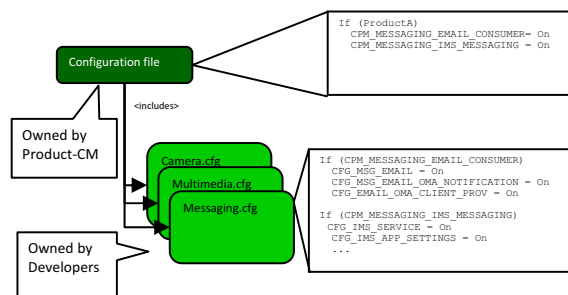 If (ProductA)
CPM_MESSAGING_EMAIL_CONSUMER= On
CPM_MESSAGING_IMS_MESSAGING = On
Configuration file
<includes>
Owned by
Product-CM
Camera.cfg
Multimedia.cfg
Messaging.cfg
If (CPM_MESSAGING_EMAIL_CONSUMER)
CFG_MSG_EMAIL = On
CFG_MSG_EMAIL_OMA_NOTIFICATION = On
CFG_EMAIL_OMA_CLIENT_PROV = On
If (CPM_MESSAGING_IMS_MESSAGING)
CFG_IMS_SERVICE = On
CFG_IMS_APP_SETTINGS = On
...
Owned by
Developers